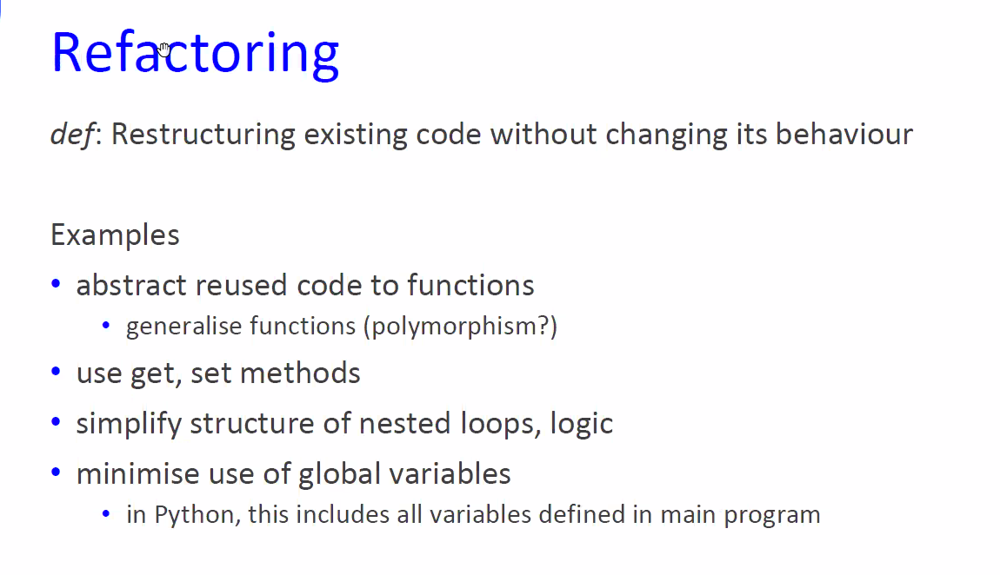 Refactoring
def: Restructuring existing code without changing its behaviour
Examples
• abstract reused code to functions
• generalise functions (polymorphism?)
• use get, set methods
• simplify structure of nested loops, logic
• minimise use of global variables
• in Python, this includes all variables defined in main program